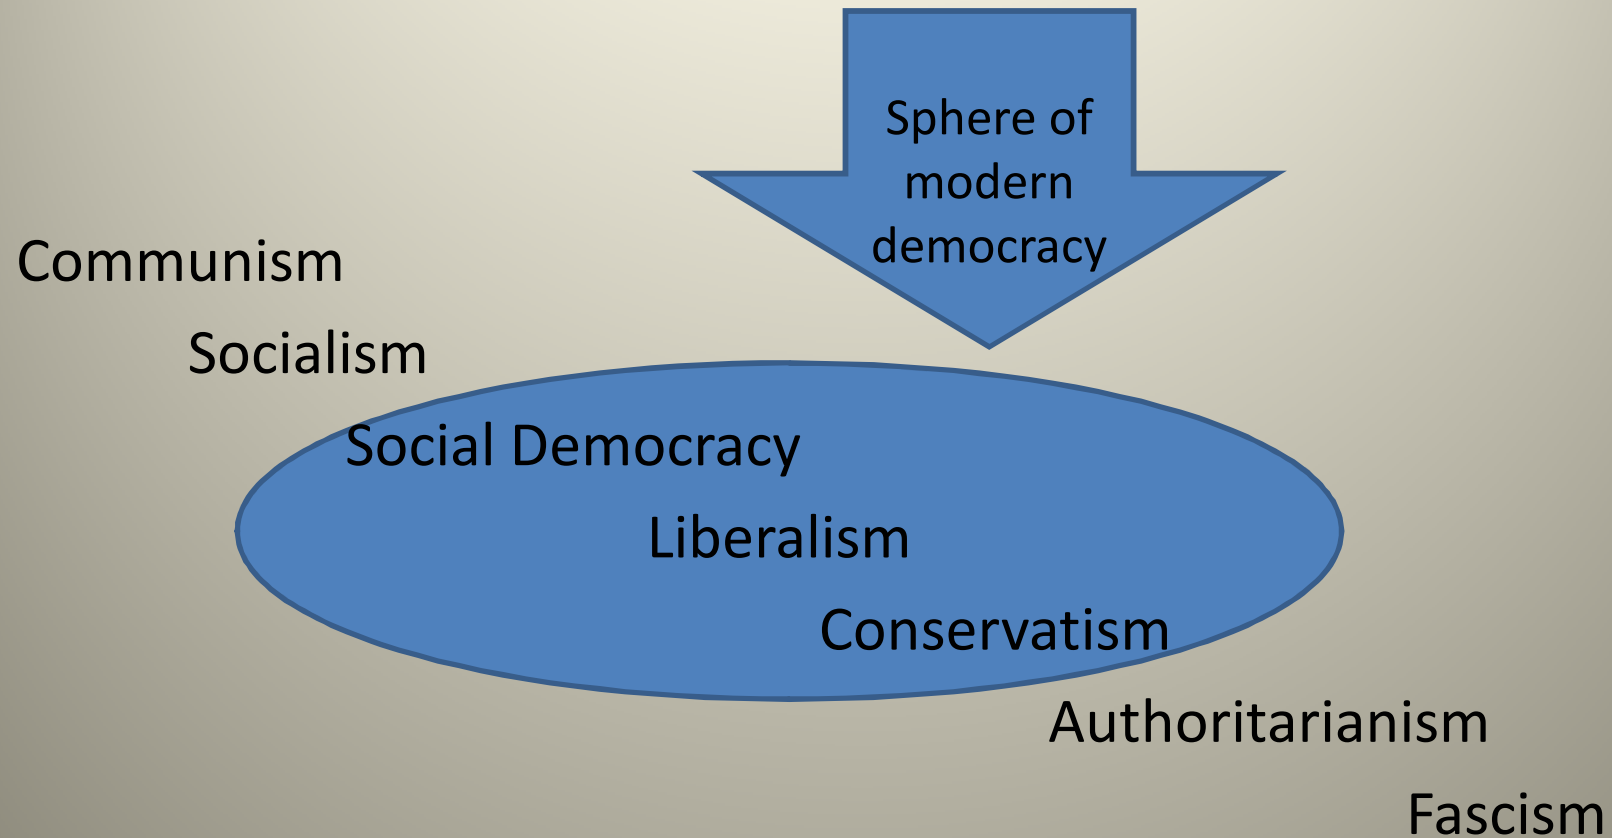 Sphere of
modern
democracy
Communism
Socialism
Social Democracy
Liberalism
Conservatism
Authoritarianism
Fascism